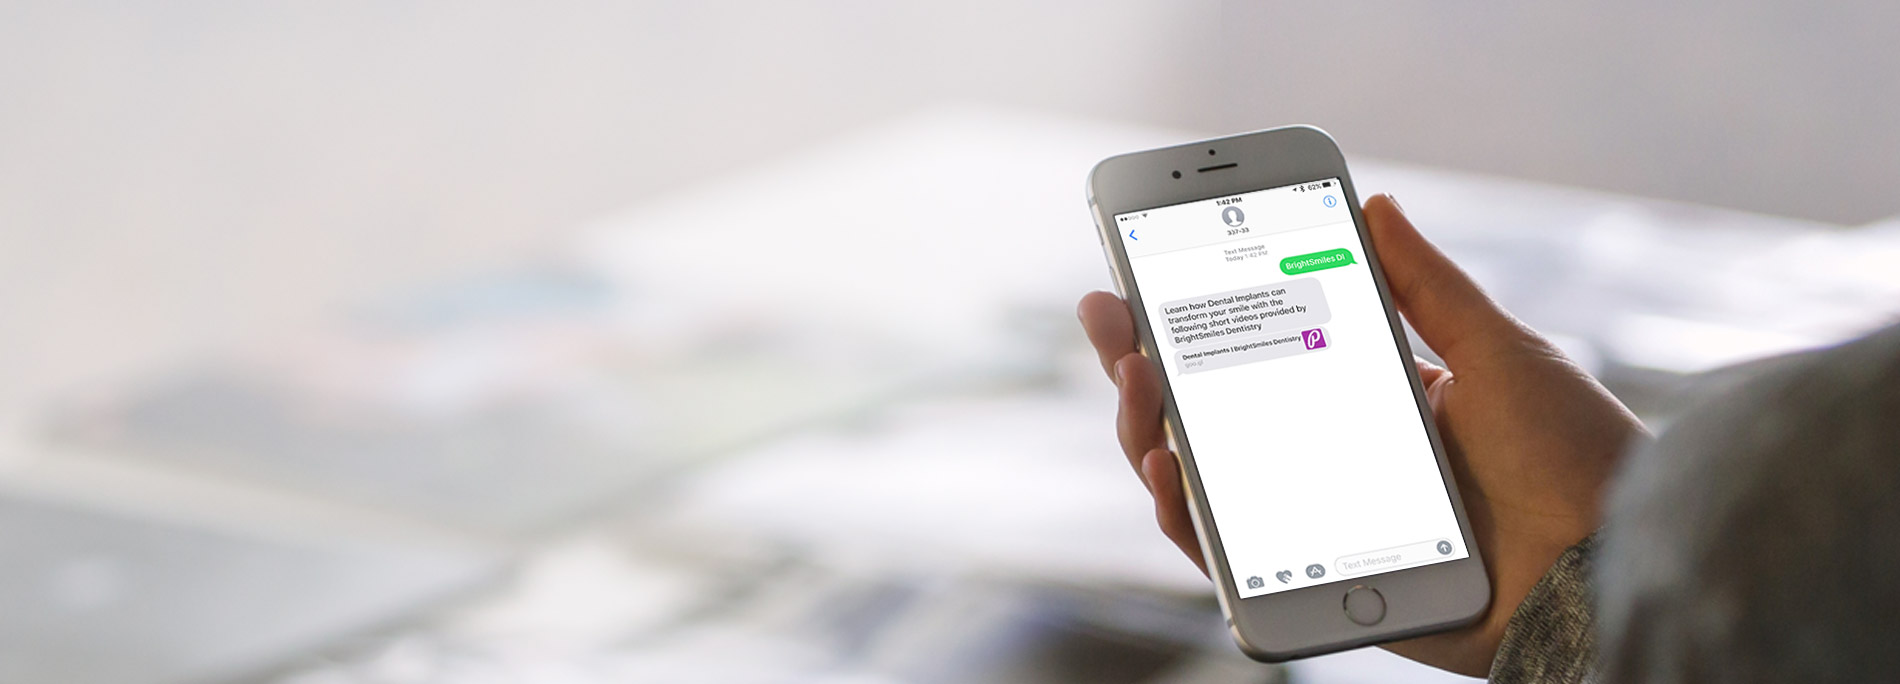 62%
1:42 PM
337-33
Text Message
Today 1:42 PM
BrightSmiles DI
Learn how Dental Implants can
transform your smile with the
following short videos provided by
BrightSmiles Dentistry
Dental Implants | BrightSmiles Dentistry
goo.gl
Text Message